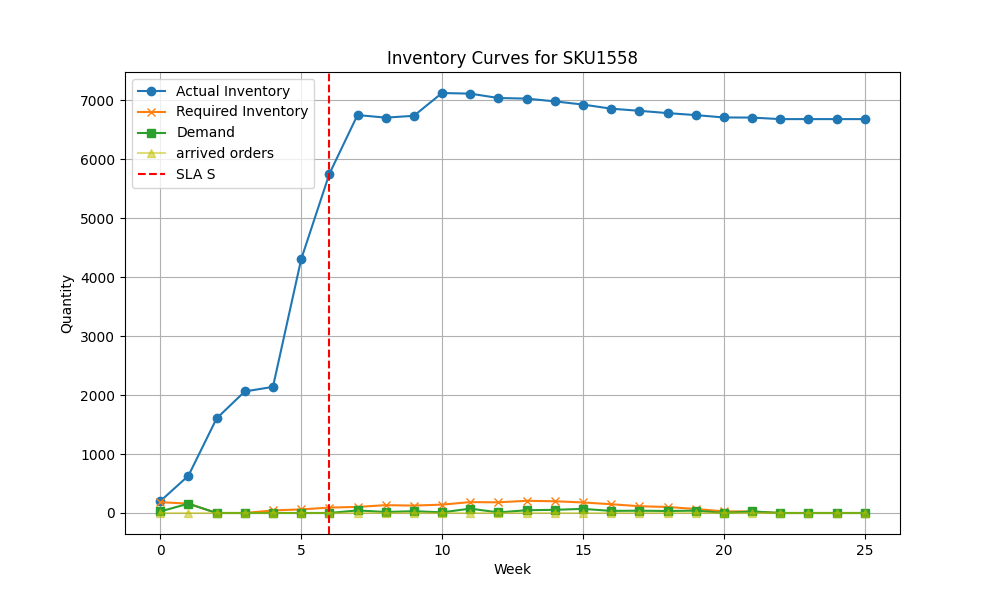 Inventory Curves for SKU1558
Actual Inventory
Required Inventory
Demand
arrived orders
SLA S
Quantity
7000
6000
5000
4000
3000
2000
1000
0
0 5 10 15 20 25
Week